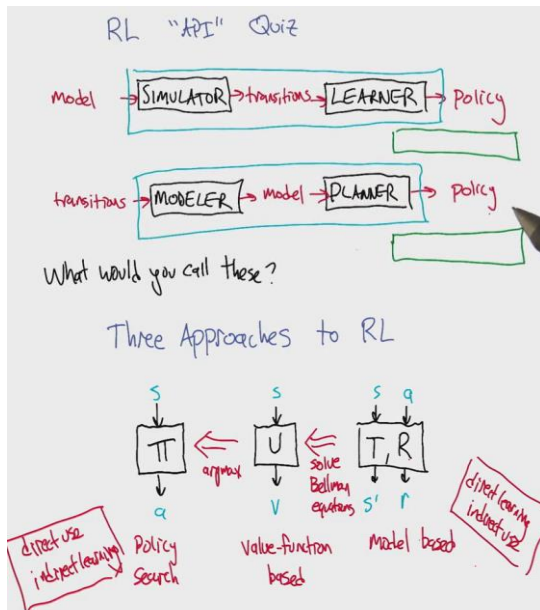 RL "API" Quiz
model → SIMULATOR → transitions → LEARNER → policy
transitions → MODELER → model → PLANNER → policy
What would you call these?
Three Approaches to RL
s s s a
π U T, R
argmax solve Bellman equations
a V s' r
Policy Search value-function based Model based
direct use
indirect learning
direct learning
indirect use